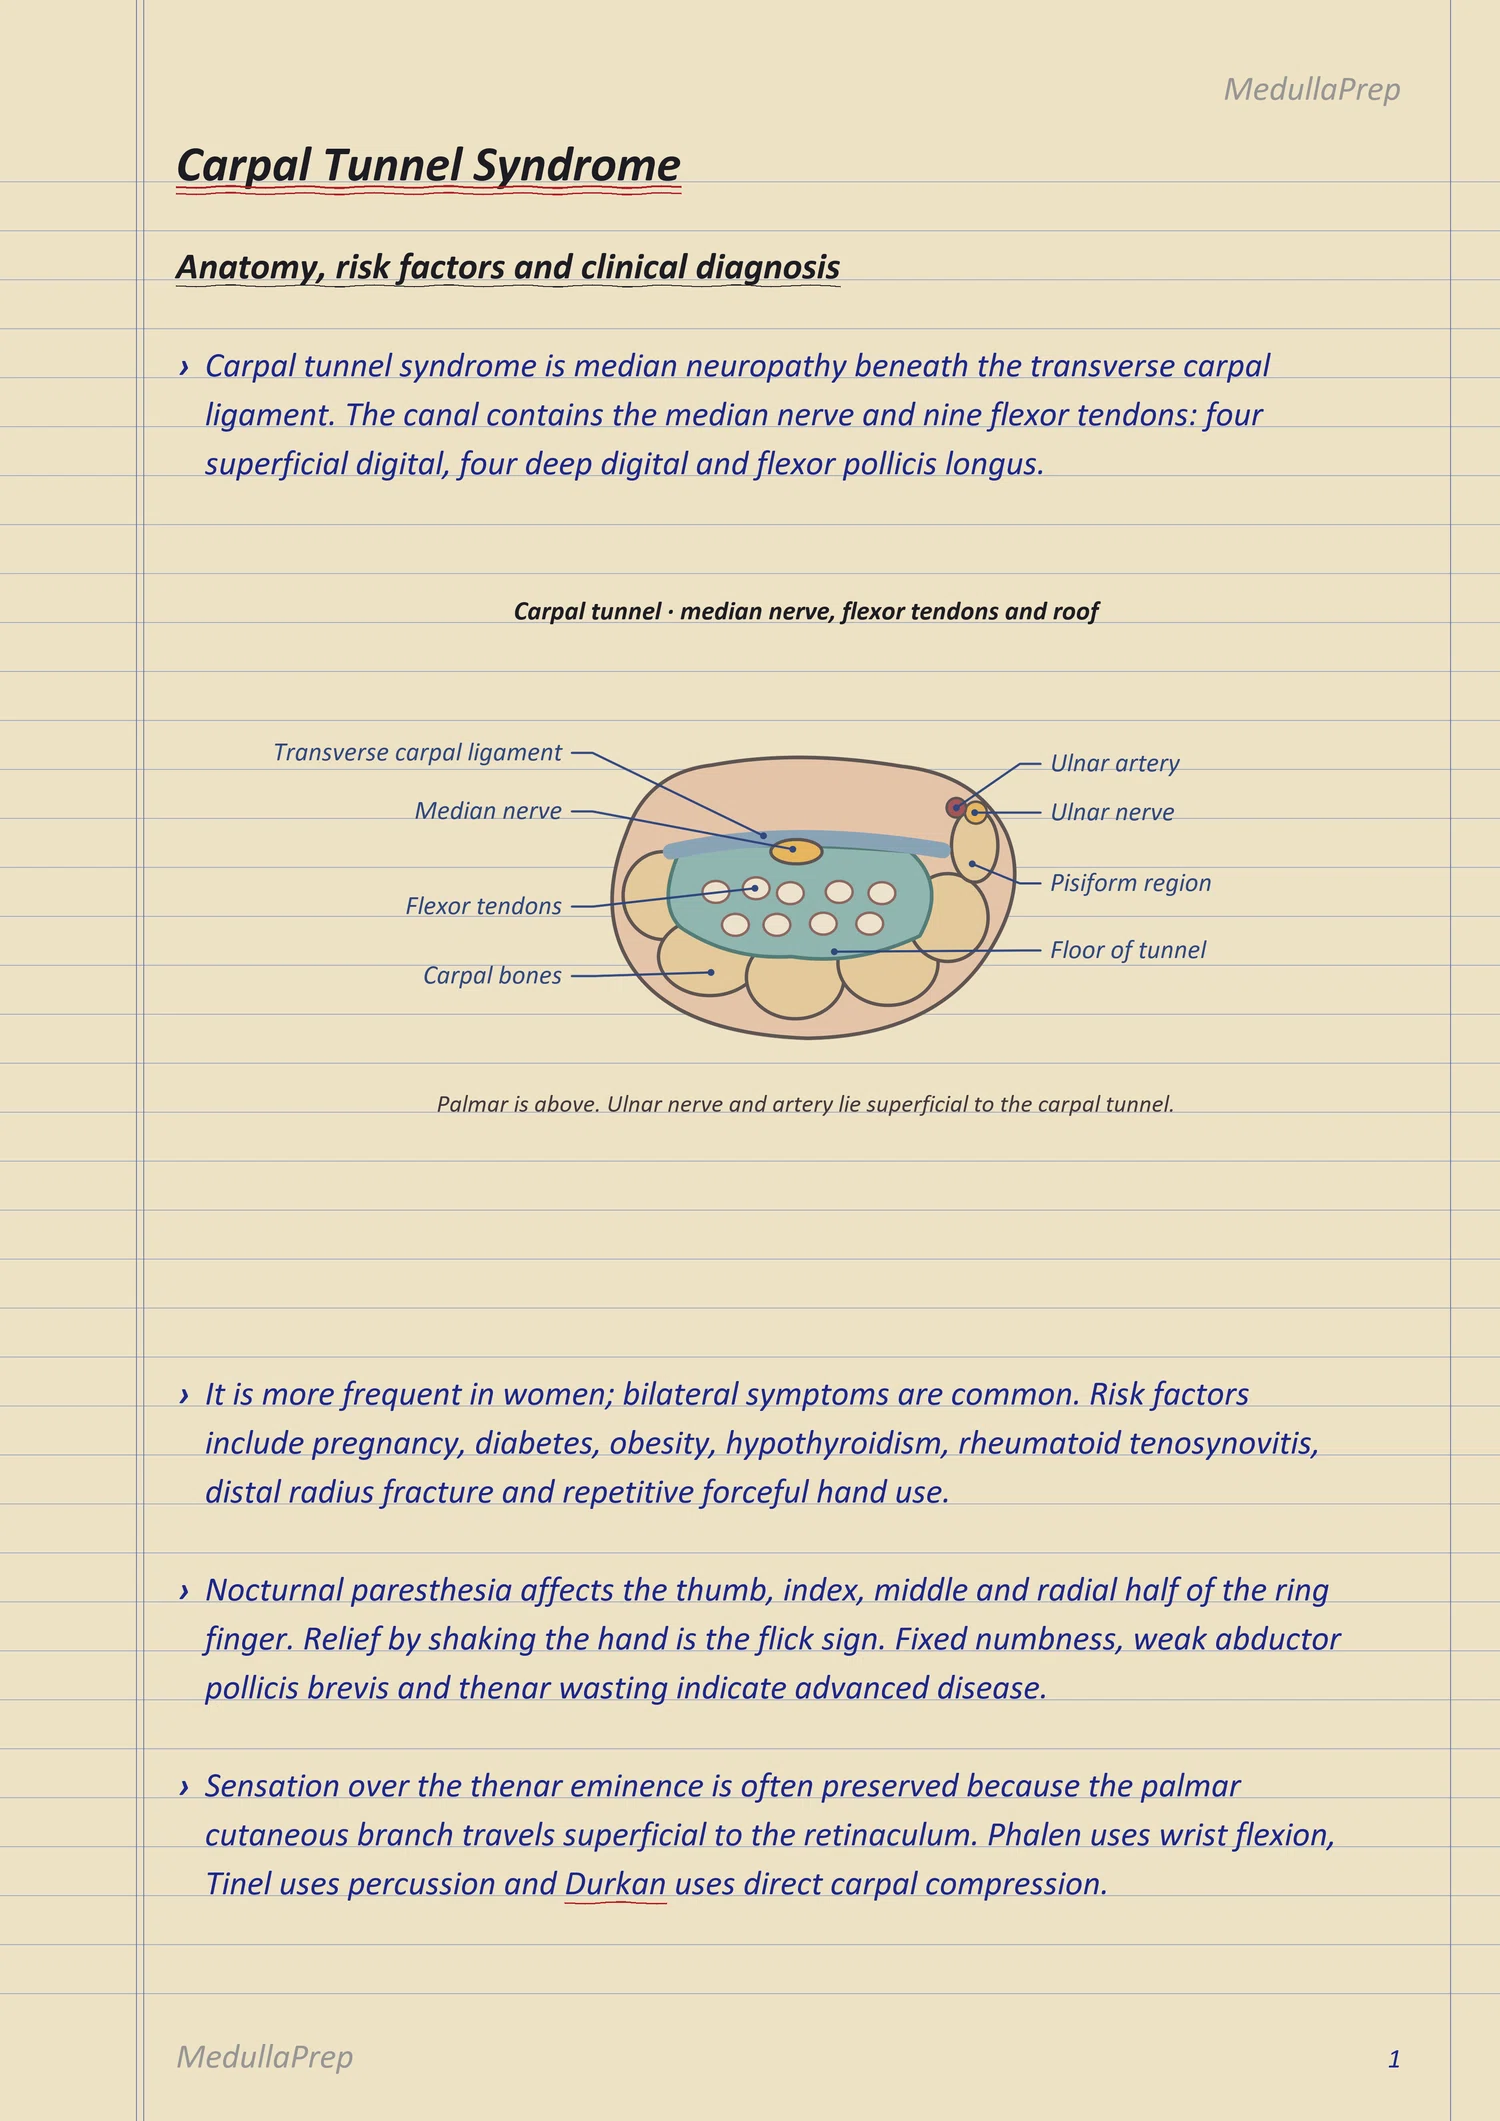 MedullaPrep
Carpal Tunnel Syndrome
Anatomy, risk factors and clinical diagnosis
› Carpal tunnel syndrome is median neuropathy beneath the transverse carpal
ligament. The canal contains the median nerve and nine flexor tendons: four
superficial digital, four deep digital and flexor pollicis longus.
Carpal tunnel · median nerve, flexor tendons and roof
Transverse carpal ligament
Median nerve
Flexor tendons
Carpal bones
Ulnar artery
Ulnar nerve
Pisiform region
Floor of tunnel
Palmar is above. Ulnar nerve and artery lie superficial to the carpal tunnel.
› It is more frequent in women; bilateral symptoms are common. Risk factors
include pregnancy, diabetes, obesity, hypothyroidism, rheumatoid tenosynovitis,
distal radius fracture and repetitive forceful hand use.
› Nocturnal paresthesia affects the thumb, index, middle and radial half of the ring
finger. Relief by shaking the hand is the flick sign. Fixed numbness, weak abductor
pollicis brevis and thenar wasting indicate advanced disease.
› Sensation over the thenar eminence is often preserved because the palmar
cutaneous branch travels superficial to the retinaculum. Phalen uses wrist flexion,
Tinel uses percussion and Durkan uses direct carpal compression.
MedullaPrep
1